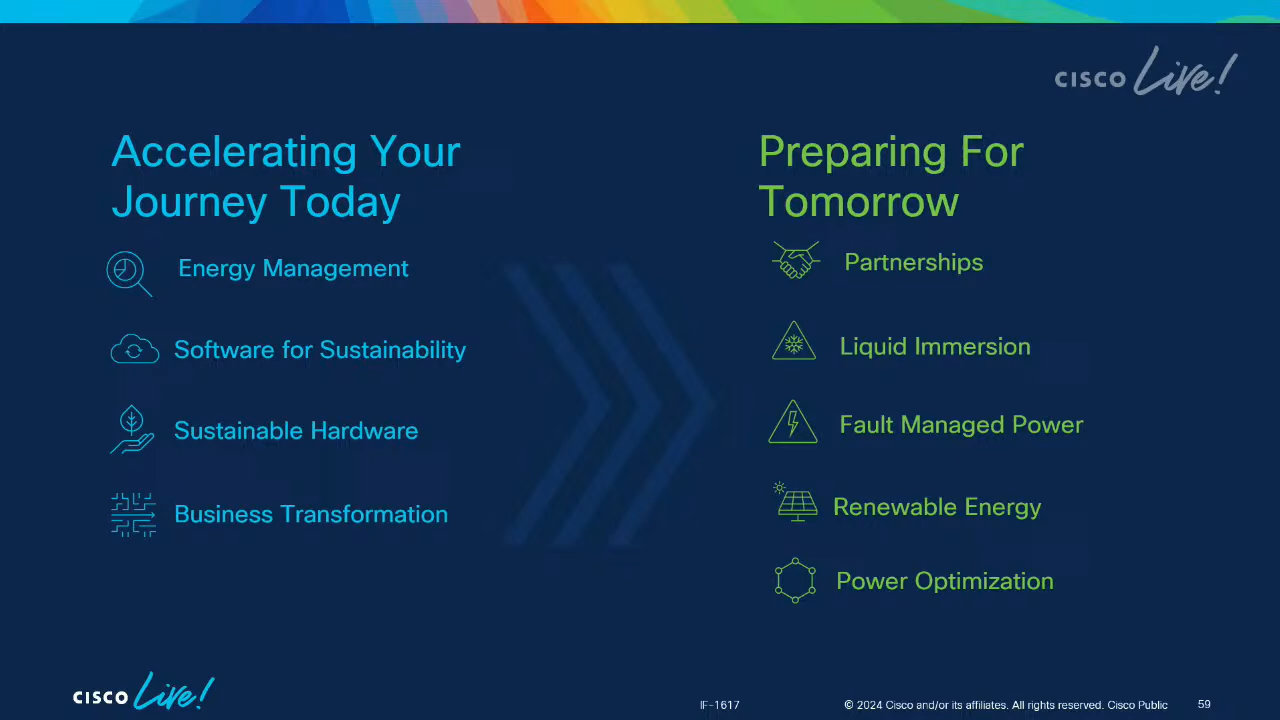 CISCO Live!
Accelerating Your
Journey Today
Energy Management
Software for Sustainability
Sustainable Hardware
Business Transformation
Preparing For
Tomorrow
Partnerships
Liquid Immersion
Fault Managed Power
Renewable Energy
Power Optimization
CISCO Live!
IF-1617
© 2024 Cisco and/or its affiliates. All rights reserved. Cisco Public
59